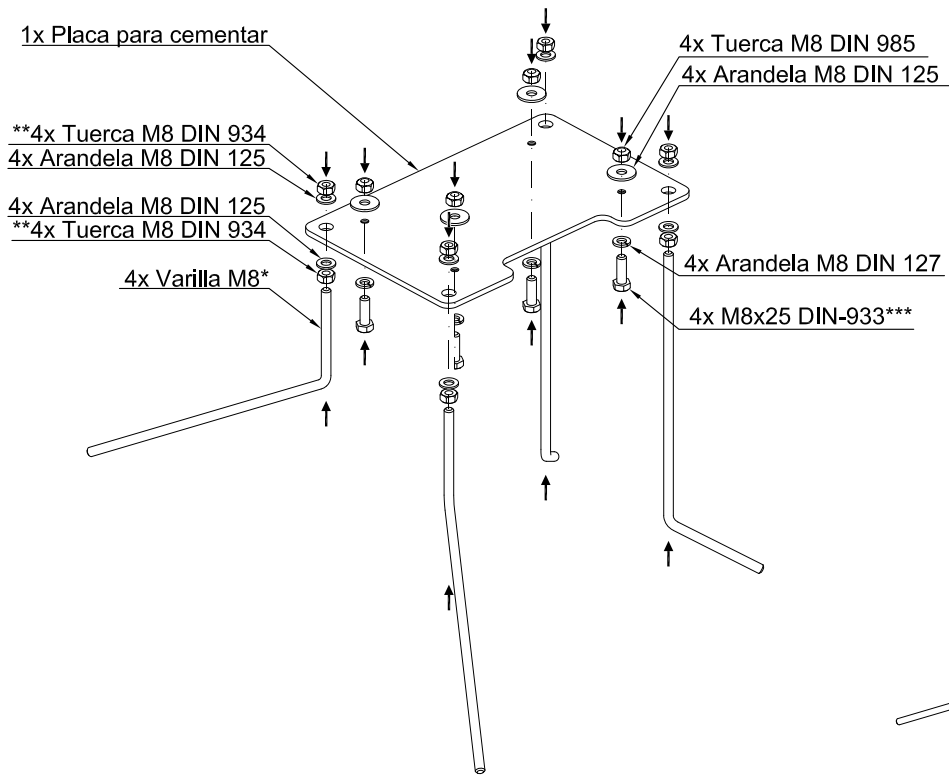 1x Placa para cementar
4x Tuerca M8 DIN 985
4x Arandela M8 DIN 125
**4x Tuerca M8 DIN 934
4x Arandela M8 DIN 125
4x Arandela M8 DIN 125
**4x Tuerca M8 DIN 934
4x Varilla M8*
4x Arandela M8 DIN 127
4x M8x25 DIN-933***